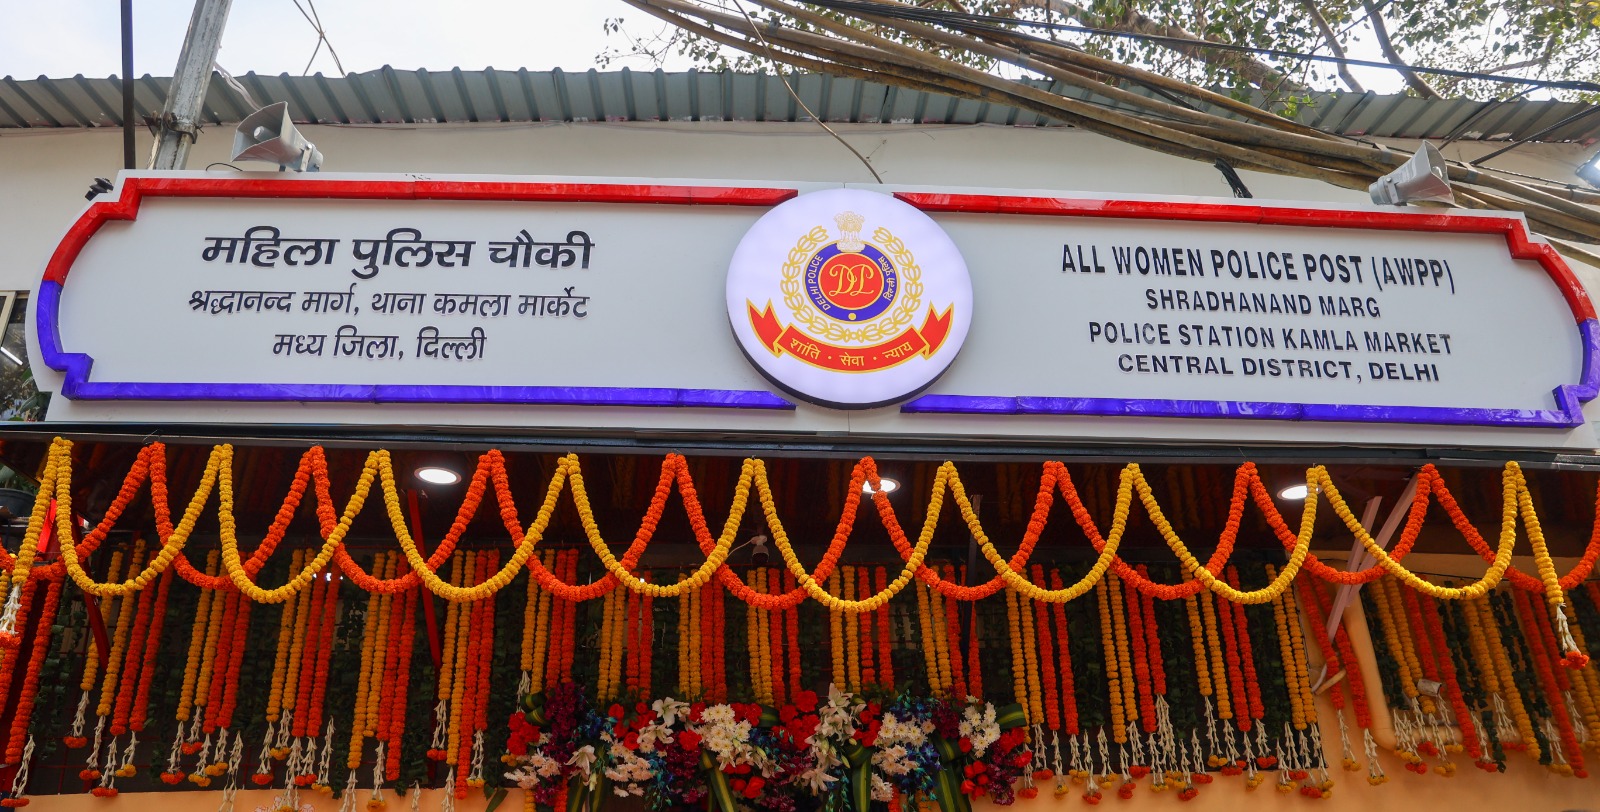 महिला पुलिस चौकी
श्रद्धानन्द मार्ग, थाना कमला मार्केट
मध्य जिला, दिल्ली
DELHI POLICE
दिल्ली पुलिस
DP
शांति · सेवा · न्याय
ALL WOMEN POLICE POST (AWPP)
SHRADHANAND MARG
POLICE STATION KAMLA MARKET
CENTRAL DISTRICT, DELHI